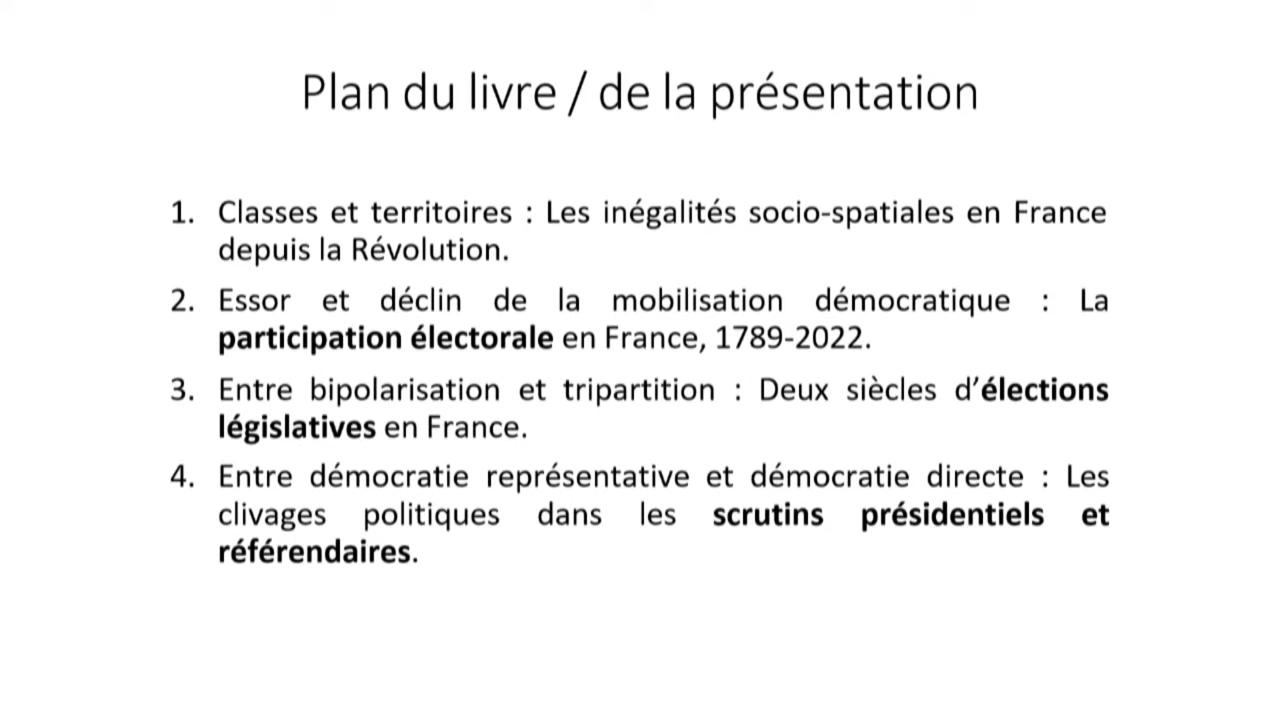 Plan du livre / de la présentation
1. Classes et territoires : Les inégalités socio-spatiales en France
depuis la Révolution.
2. Essor et déclin de la mobilisation démocratique : La
participation électorale en France, 1789-2022.
3. Entre bipolarisation et tripartition : Deux siècles d’élections
législatives en France.
4. Entre démocratie représentative et démocratie directe : Les
clivages politiques dans les scrutins présidentiels et
référendaires.